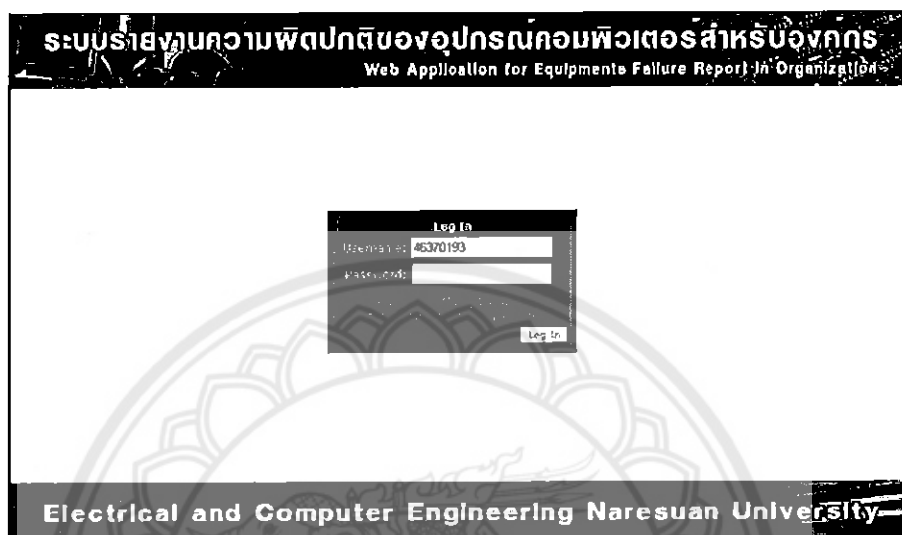 ระบบรายงานความผิดปกติของอุปกรณ์คอมพิวเตอร์สำหรับองค์กร
Web Application for Equipments Failure Report in Organization
Log In
Username: 46370193
Password:
Log In
Electrical and Computer Engineering Naresuan University